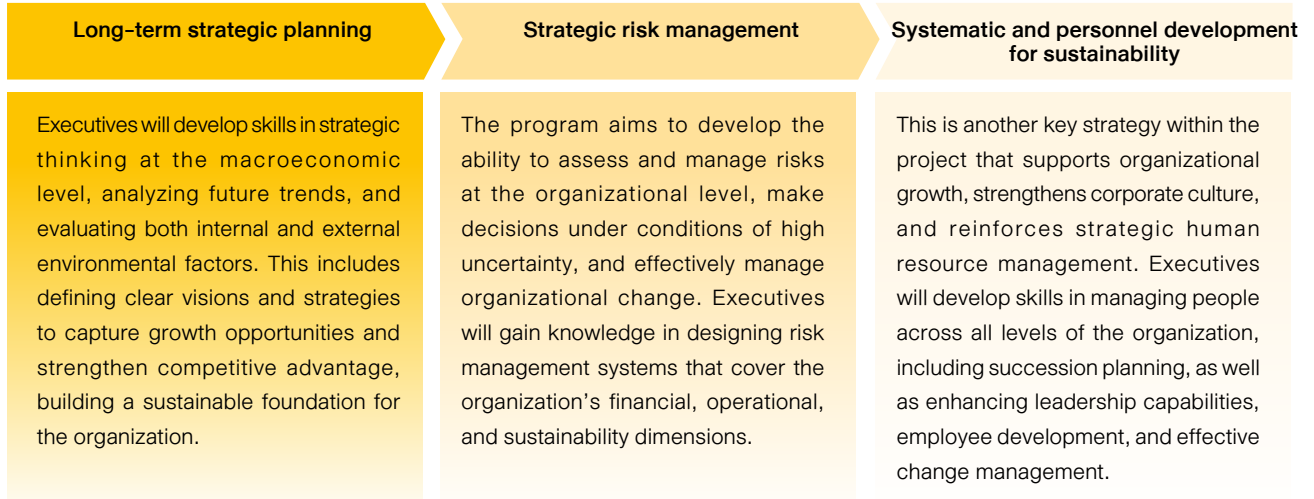 Long-term strategic planning
Executives will develop skills in strategic
thinking at the macroeconomic
level, analyzing future trends, and
evaluating both internal and external
environmental factors. This includes
defining clear visions and strategies
to capture growth opportunities and
strengthen competitive advantage,
building a sustainable foundation for
the organization.
Strategic risk management
The program aims to develop the
ability to assess and manage risks
at the organizational level, make
decisions under conditions of high
uncertainty, and effectively manage
organizational change. Executives
will gain knowledge in designing risk
management systems that cover the
organization's financial, operational,
and sustainability dimensions.
Systematic and personnel development
for sustainability
This is another key strategy within the
project that supports organizational
growth, strengthens corporate culture,
and reinforces strategic human
resource management. Executives
will develop skills in managing people
across all levels of the organization,
including succession planning, as well
as enhancing leadership capabilities,
employee development, and effective
change management.